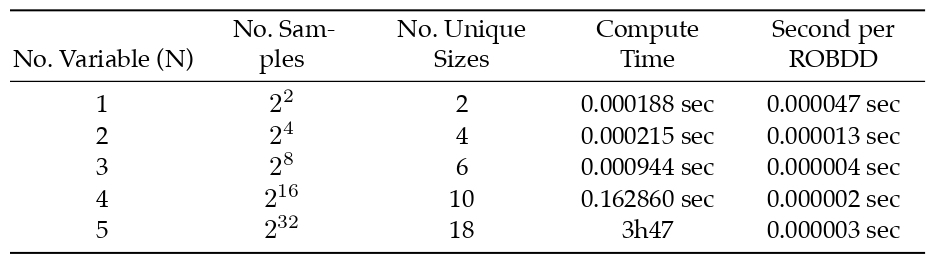 No. Sam- No. Unique Compute Second per
No. Variable (N) ples Sizes Time ROBDD
1 2^2 2 0.000188 sec 0.000047 sec
2 2^4 4 0.000215 sec 0.000013 sec
3 2^8 6 0.000944 sec 0.000004 sec
4 2^16 10 0.162860 sec 0.000002 sec
5 2^32 18 3h47 0.000003 sec